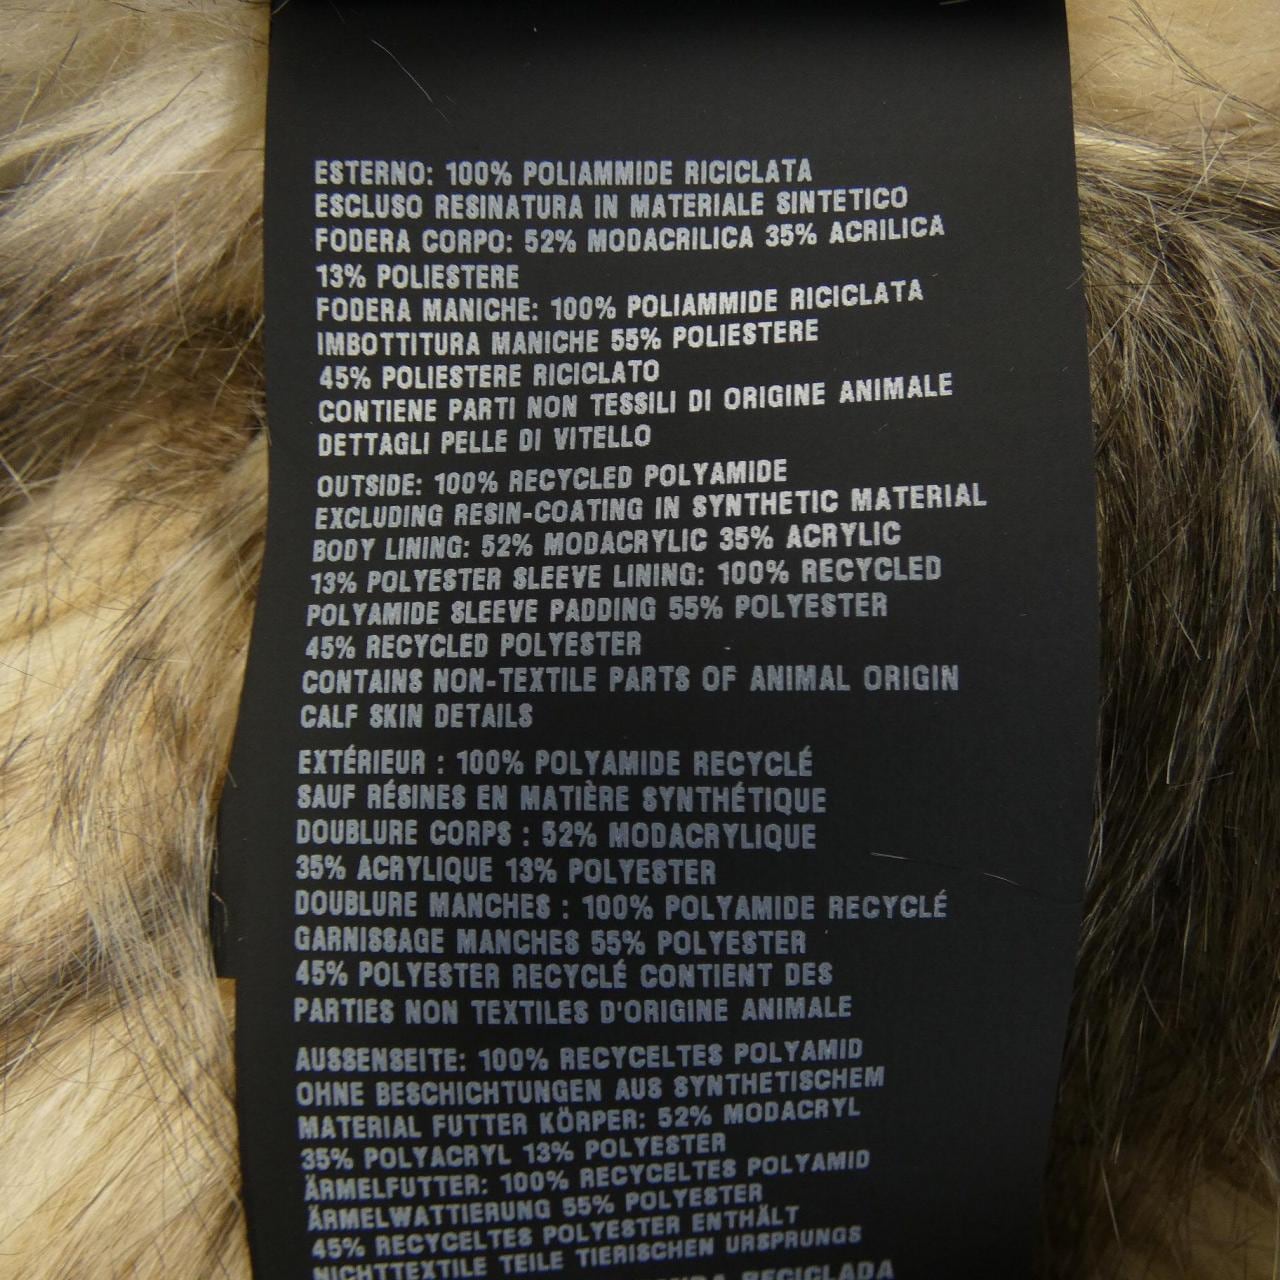 ESTERNO: 100% POLIAMMIDE RICICLATA
ESCLUSO RESINATURA IN MATERIALE SINTETICO
FODERA CORPO: 52% MODACRILICA 35% ACRILICA
13% POLIESTERE
FODERA MANICHE: 100% POLIAMMIDE RICICLATA
IMBOTTITURA MANICHE 55% POLIESTERE
45% POLIESTERE RICICLATO
CONTIENE PARTI NON TESSILI DI ORIGINE ANIMALE
DETTAGLI PELLE DI VITELLO
OUTSIDE: 100% RECYCLED POLYAMIDE
EXCLUDING RESIN-COATING IN SYNTHETIC MATERIAL
BODY LINING: 52% MODACRYLIC 35% ACRYLIC
13% POLYESTER SLEEVE LINING: 100% RECYCLED
POLYAMIDE SLEEVE PADDING 55% POLYESTER
45% RECYCLED POLYESTER
CONTAINS NON-TEXTILE PARTS OF ANIMAL ORIGIN
CALF SKIN DETAILS
EXTÉRIEUR : 100% POLYAMIDE RECYCLÉ
SAUF RÉSINES EN MATIÈRE SYNTHÉTIQUE
DOUBLURE CORPS : 52% MODACRYLIQUE
35% ACRYLIQUE 13% POLYESTER
DOUBLURE MANCHES : 100% POLYAMIDE RECYCLÉ
GARNISSAGE MANCHES 55% POLYESTER
45% POLYESTER RECYCLÉ CONTIENT DES
PARTIES NON TEXTILES D'ORIGINE ANIMALE
AUSSENSEITE: 100% RECYCELTES POLYAMID
OHNE BESCHICHTUNGEN AUS SYNTHETISCHEM
MATERIAL FUTTER KÖRPER: 52% MODACRYL
35% POLYACRYL 13% POLYESTER
ÄRMELFUTTER: 100% RECYCELTES POLYAMID
ÄRMELWATTIERUNG 55% POLYESTER
45% RECYCELTES POLYESTER ENTHÄLT
NICHTTEXTILE TEILE TIERISCHEN URSPRUNGS
RECICLADA